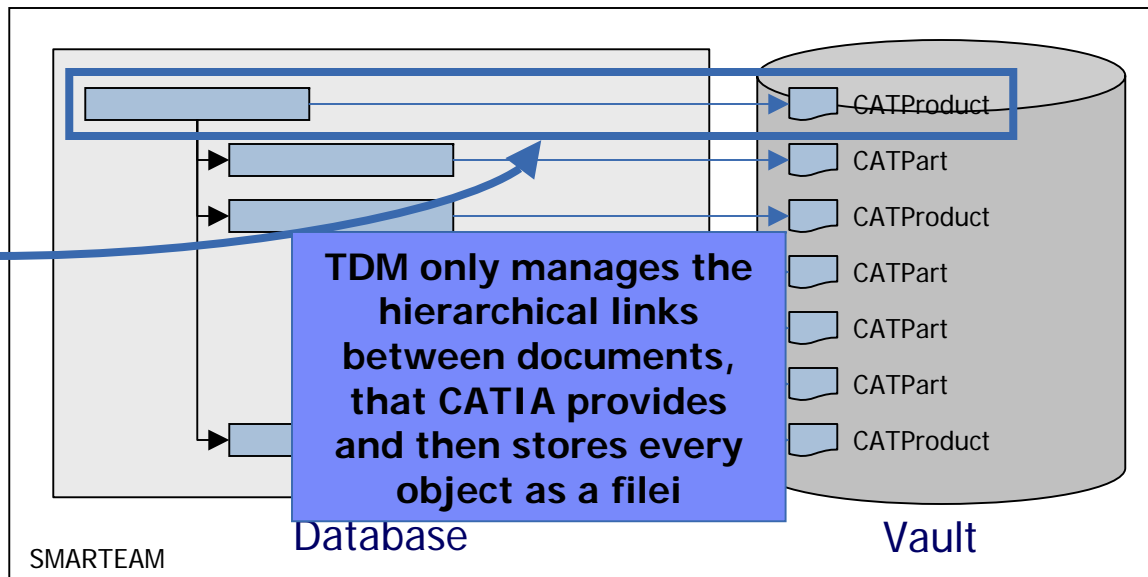 CATProduct
CATPart
CATProduct
CATPart
CATPart
CATPart
CATProduct
TDM only manages the
hierarchical links
between documents,
that CATIA provides
and then stores every
object as a filei
Database
Vault
SMARTEAM